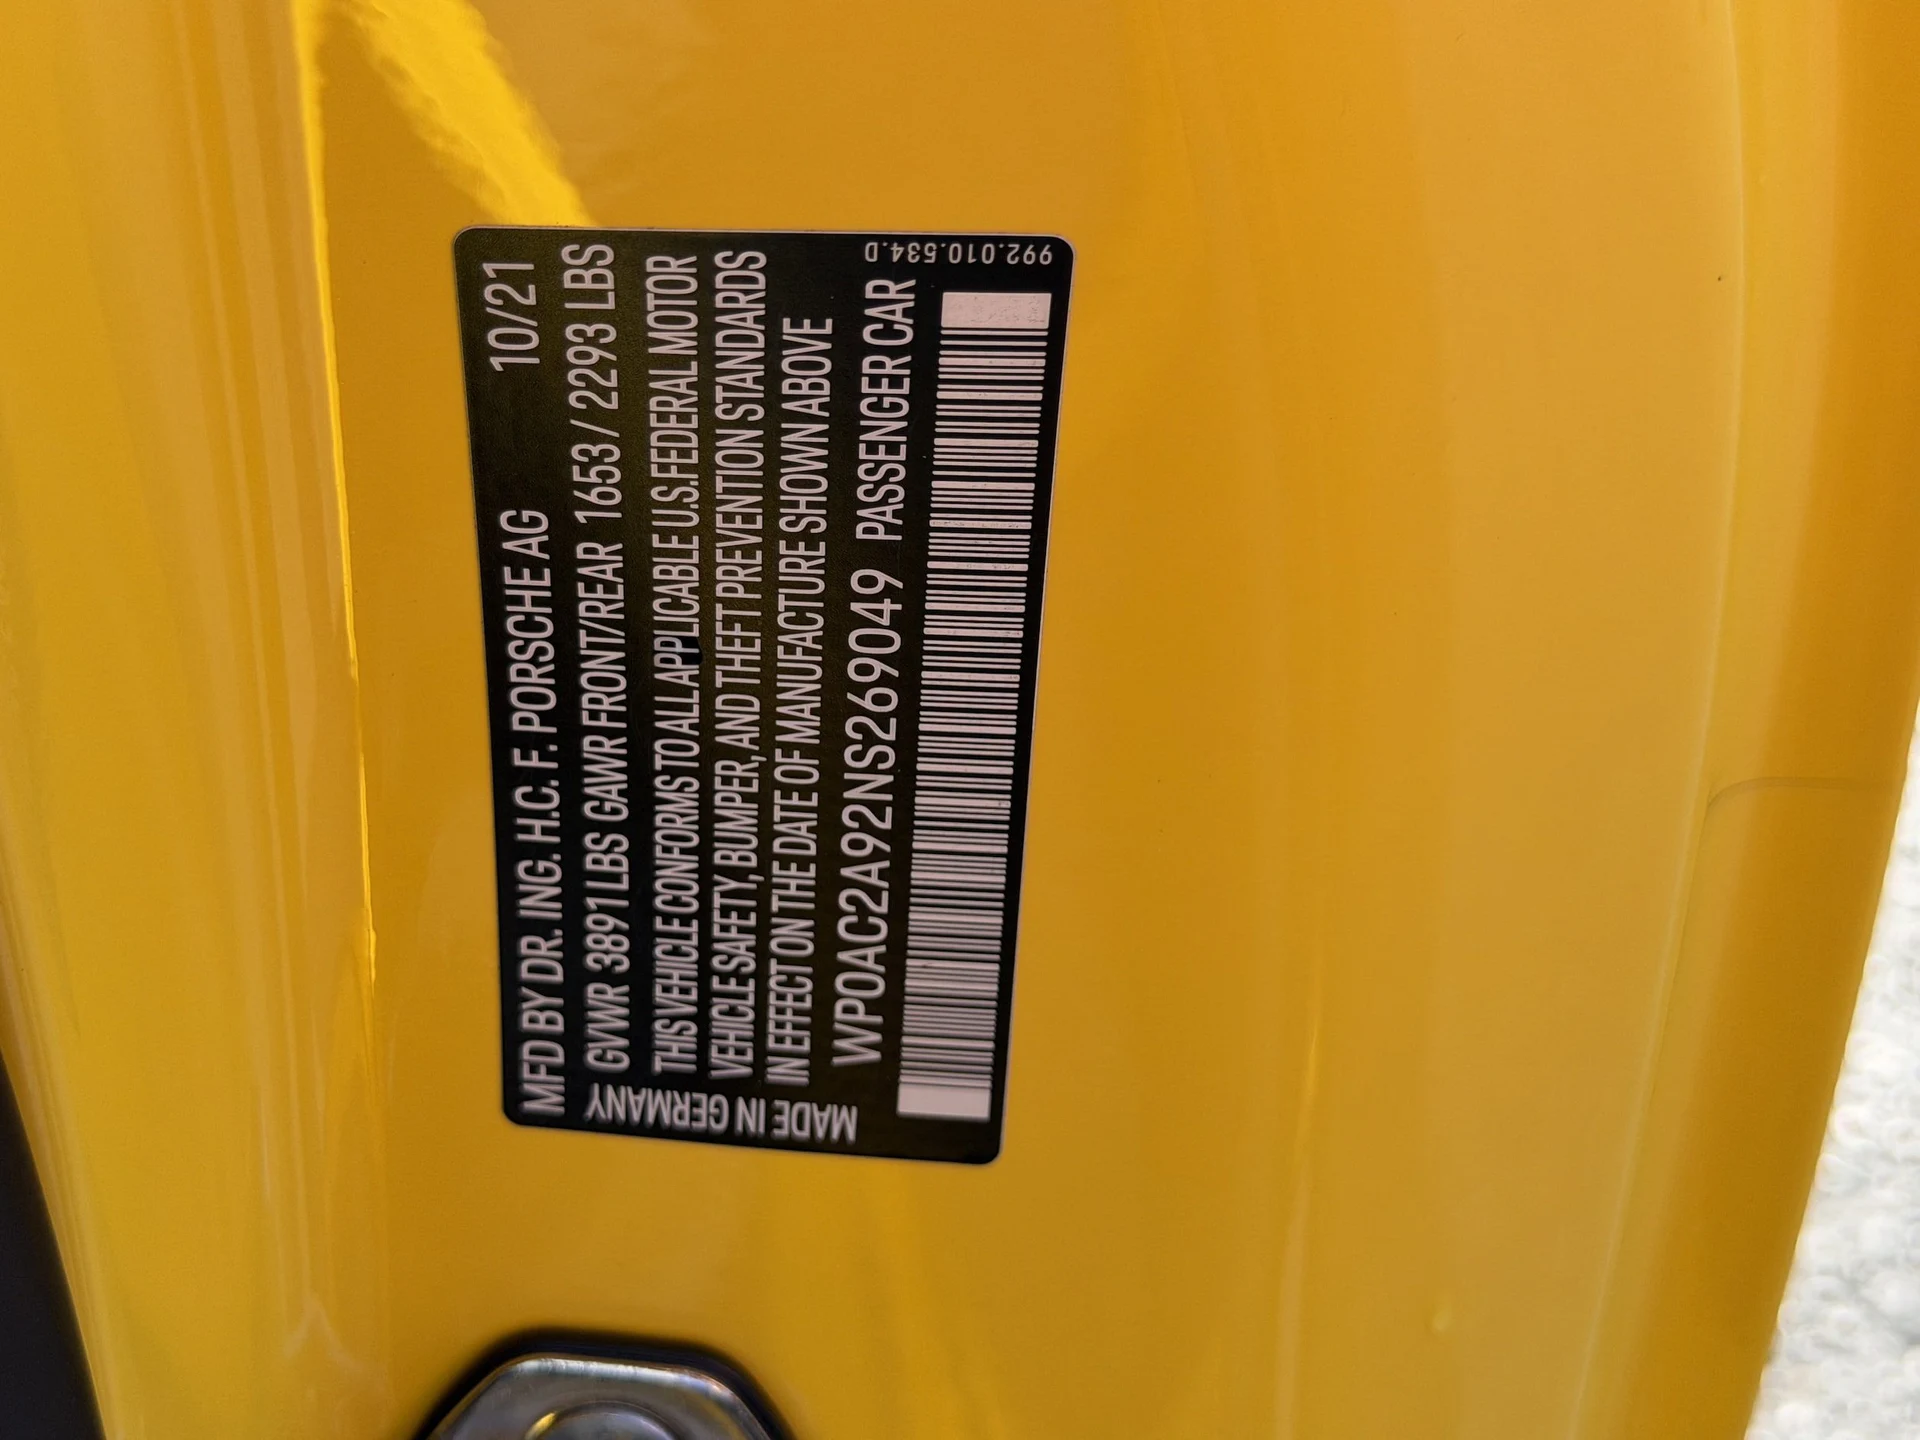 MFD BY DR. ING. H.C. F. PORSCHE AG 10/21
GVWR 3891 LBS GAWR FRONT/REAR 1653 / 2293 LBS
THIS VEHICLE CONFORMS TO ALL APPLICABLE U.S. FEDERAL MOTOR
VEHICLE SAFETY, BUMPER, AND THEFT PREVENTION STANDARDS
IN EFFECT ON THE DATE OF MANUFACTURE SHOWN ABOVE
WP0AC2A92NS269049 PASSENGER CAR
MADE IN GERMANY
992.010.534.D